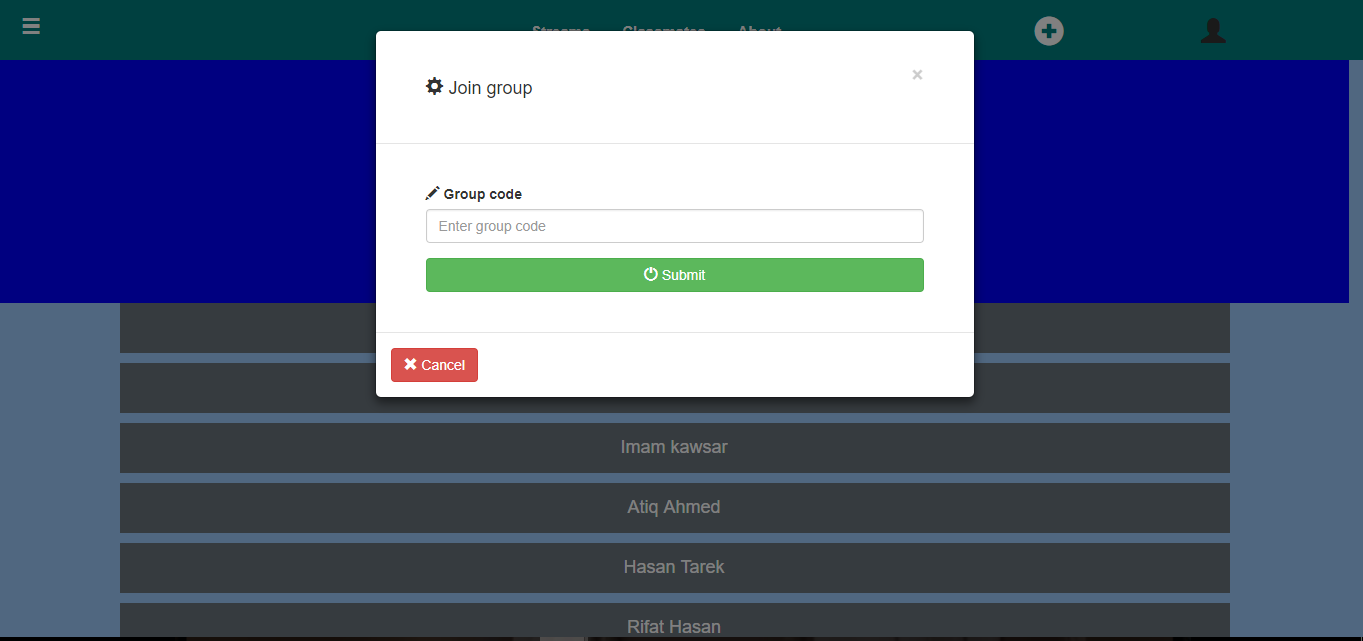 Streams Classmates About
×
Join group
Group code
Enter group code
Submit
Cancel
Imam kawsar
Atiq Ahmed
Hasan Tarek
Rifat Hasan